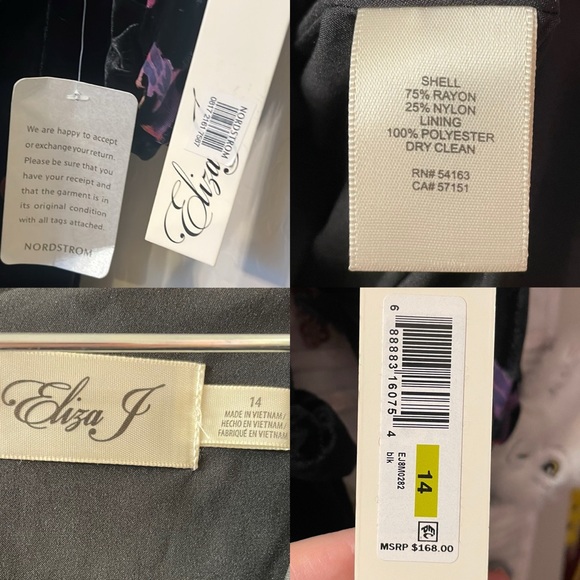 We are happy to accept
or exchange your return.
Please be sure that you
have your receipt and
that the garment is in
its original condition
with all tags attached.
NORDSTROM
NORDSTROM
Eliza J
SHELL
75% RAYON
25% NYLON
LINING
100% POLYESTER
DRY CLEAN
RN# 54163
CA# 57151
Eliza J
14
MADE IN VIETNAM/
HECHO EN VIETNAM/
FABRIQUÉ EN VIETNAM
6 88883 16075 4
EJ8M0282
blk
14
MSRP $168.00